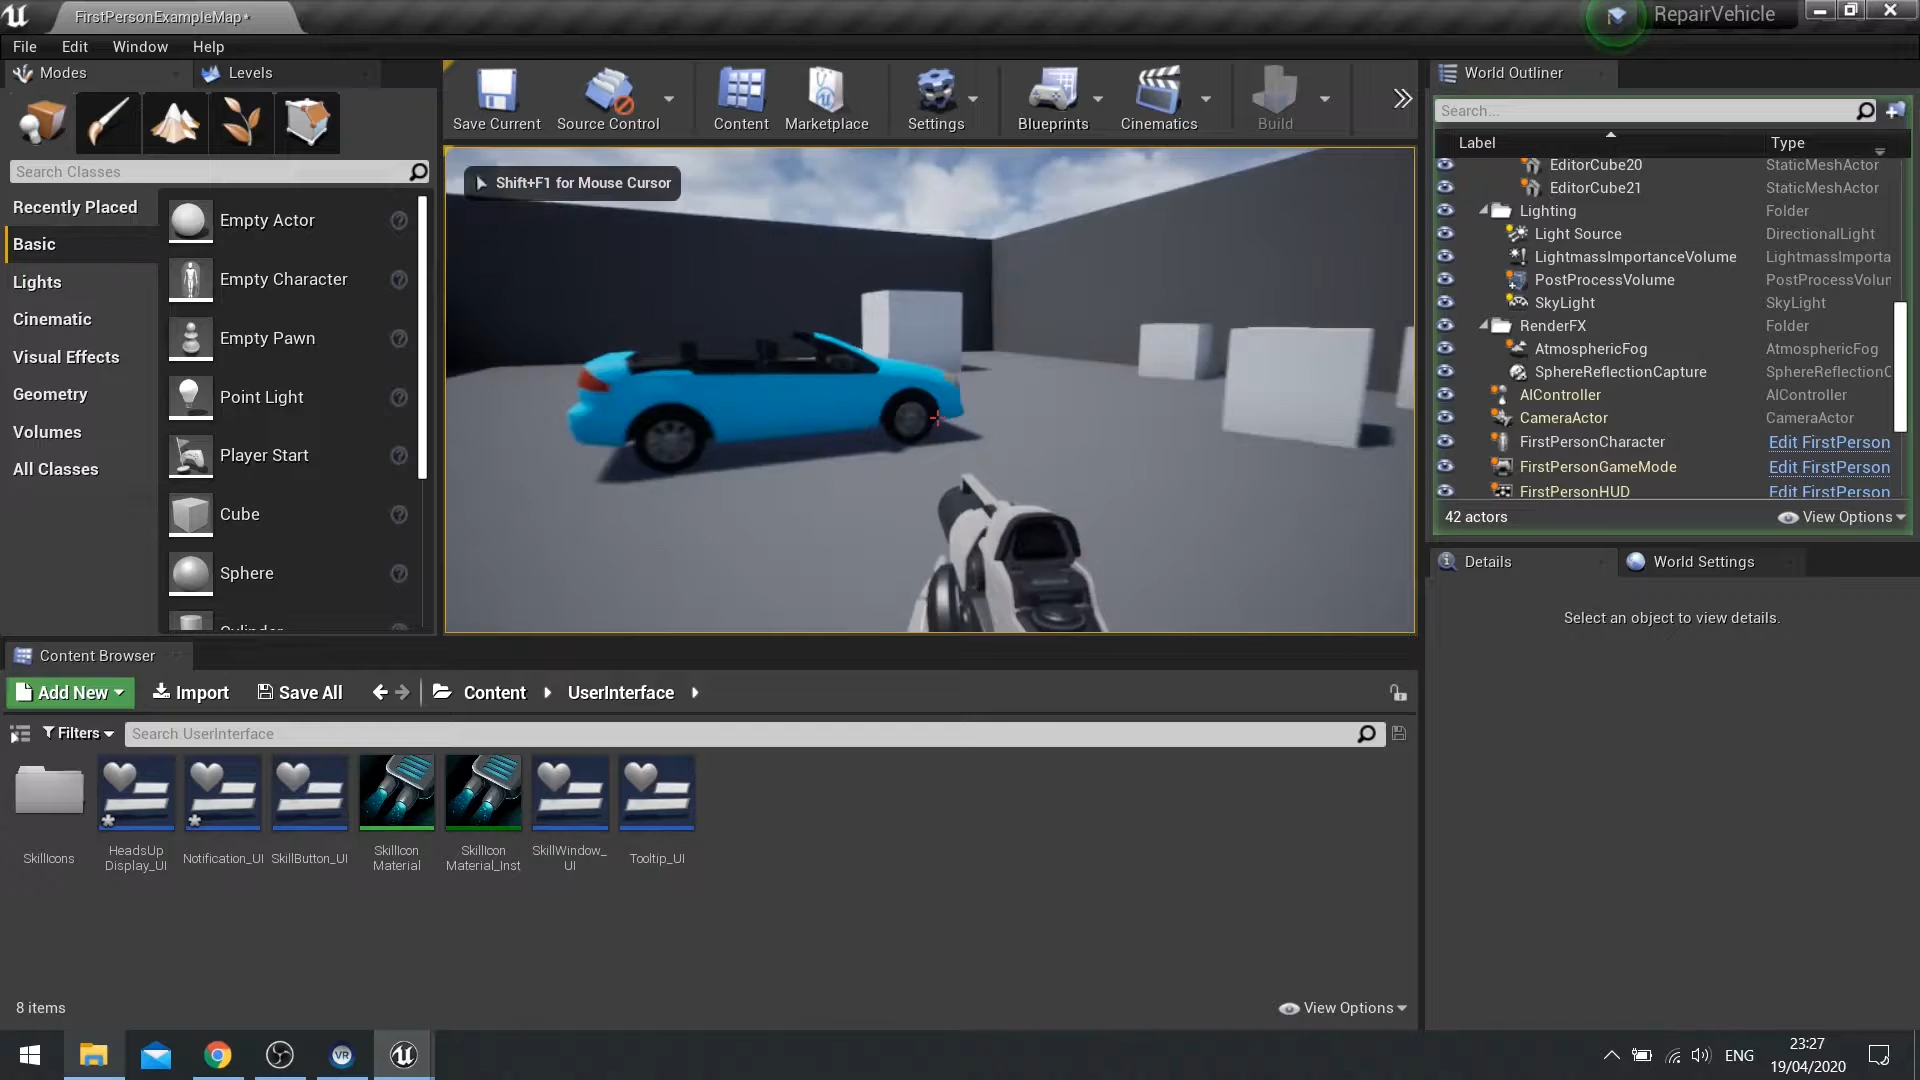 FirstPersonExampleMap*
RepairVehicle
File Edit Window Help
Modes
Levels
Search Classes
Recently Placed
Basic
Lights
Cinematic
Visual Effects
Geometry
Volumes
All Classes
Empty Actor
Empty Character
Empty Pawn
Point Light
Player Start
Cube
Sphere
Save Current
Source Control
Content
Marketplace
Settings
Blueprints
Cinematics
Build
Shift+F1 for Mouse Cursor
World Outliner
Search...
Label Type
EditorCube20 StaticMeshActor
EditorCube21 StaticMeshActor
Lighting Folder
Light Source DirectionalLight
LightmassImportanceVolume LightmassImporta
PostProcessVolume PostProcessVolun
SkyLight SkyLight
RenderFX Folder
AtmosphericFog AtmosphericFog
SphereReflectionCapture SphereReflectionC
AIController AIController
CameraActor CameraActor
FirstPersonCharacter Edit FirstPerson
FirstPersonGameMode Edit FirstPerson
FirstPersonHUD Edit FirstPerson
42 actors View Options
Details
World Settings
Select an object to view details.
Content Browser
Add New Import Save All Content UserInterface
Filters Search UserInterface
SkillIcons
HeadsUp
Display_UI
Notification_UI
SkillButton_UI
SkillIcon
Material
SkillIcon
Material_Inst
SkillWindow_
UI
Tooltip_UI
8 items View Options
VR
ENG
23:27
19/04/2020